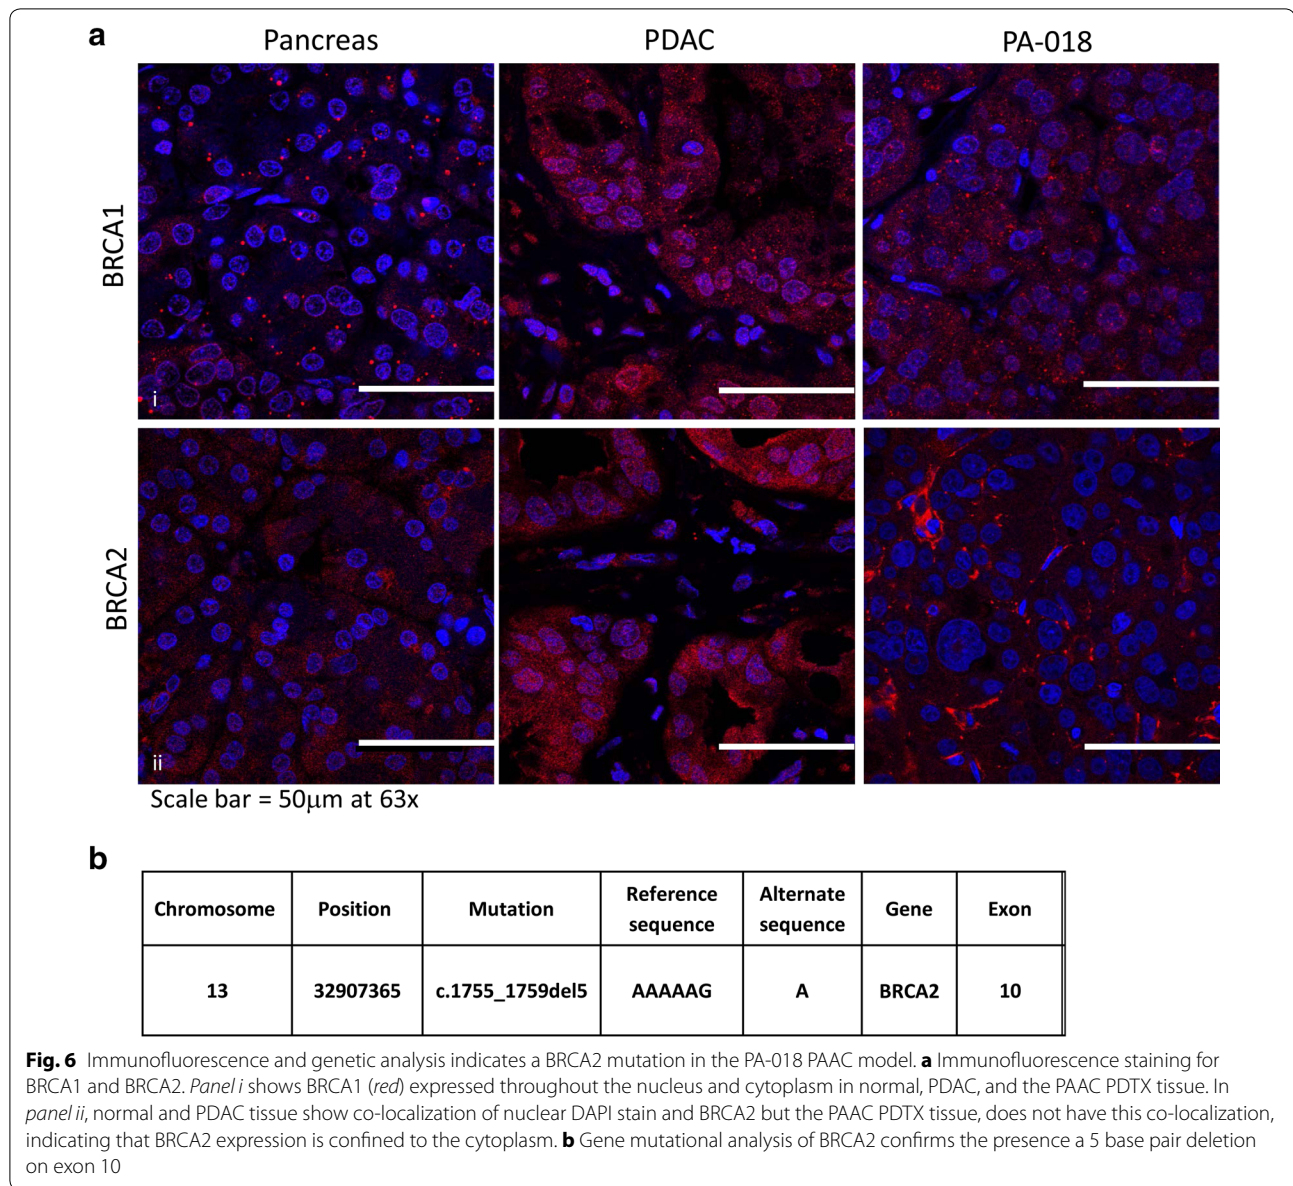 a
Pancreas PDAC PA-018
BRCA1
i
BRCA2
ii
Scale bar = 50μm at 63x
b
Chromosome Position Mutation Reference sequence Alternate sequence Gene Exon
13 32907365 c.1755_1759del5 AAAAAG A BRCA2 10
Fig. 6 Immunofluorescence and genetic analysis indicates a BRCA2 mutation in the PA-018 PAAC model. a Immunofluorescence staining for
BRCA1 and BRCA2. Panel i shows BRCA1 (red) expressed throughout the nucleus and cytoplasm in normal, PDAC, and the PAAC PDTX tissue. In
panel ii, normal and PDAC tissue show co-localization of nuclear DAPI stain and BRCA2 but the PAAC PDTX tissue, does not have this co-localization,
indicating that BRCA2 expression is confined to the cytoplasm. b Gene mutational analysis of BRCA2 confirms the presence a 5 base pair deletion
on exon 10